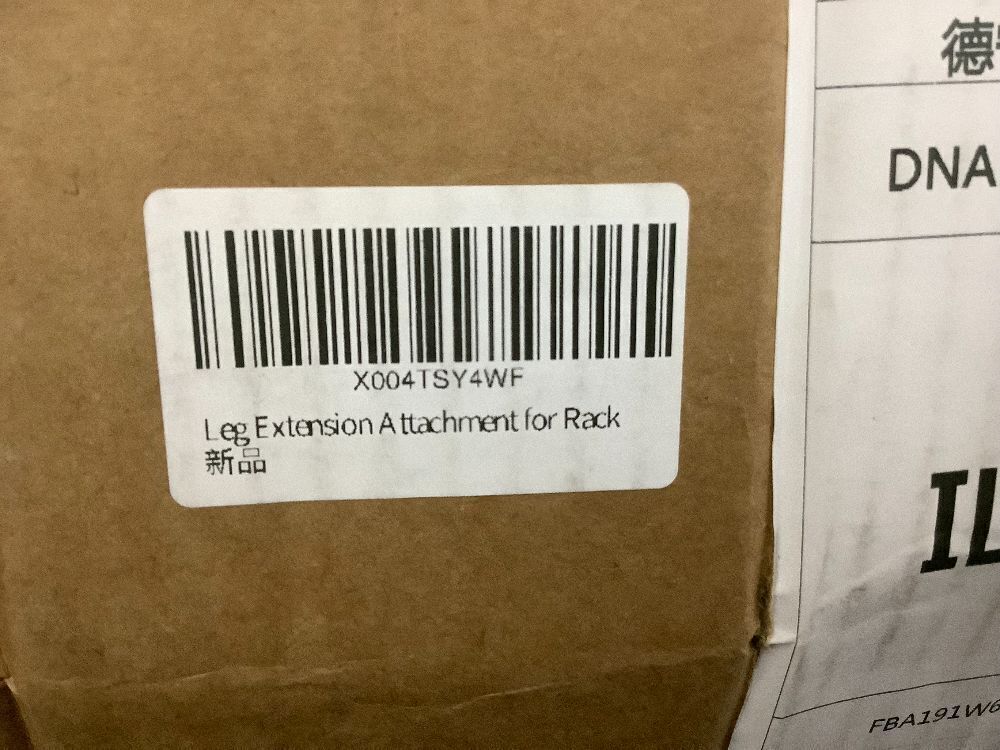 X004TSY4WF
Leg Extension Attachment for Rack
新品
德
DNA
IL
FBA191W6